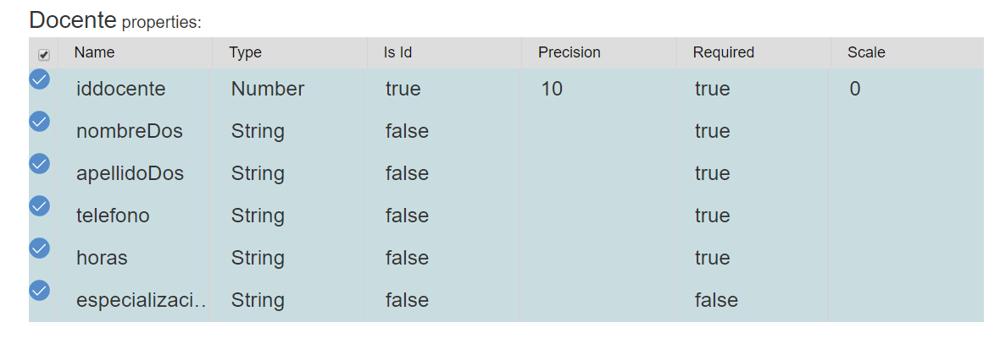 Docente properties:
Name Type Is Id Precision Required Scale
iddocente Number true 10 true 0
nombreDos String false true
apellidoDos String false true
telefono String false true
horas String false true
especializaci.. String false false